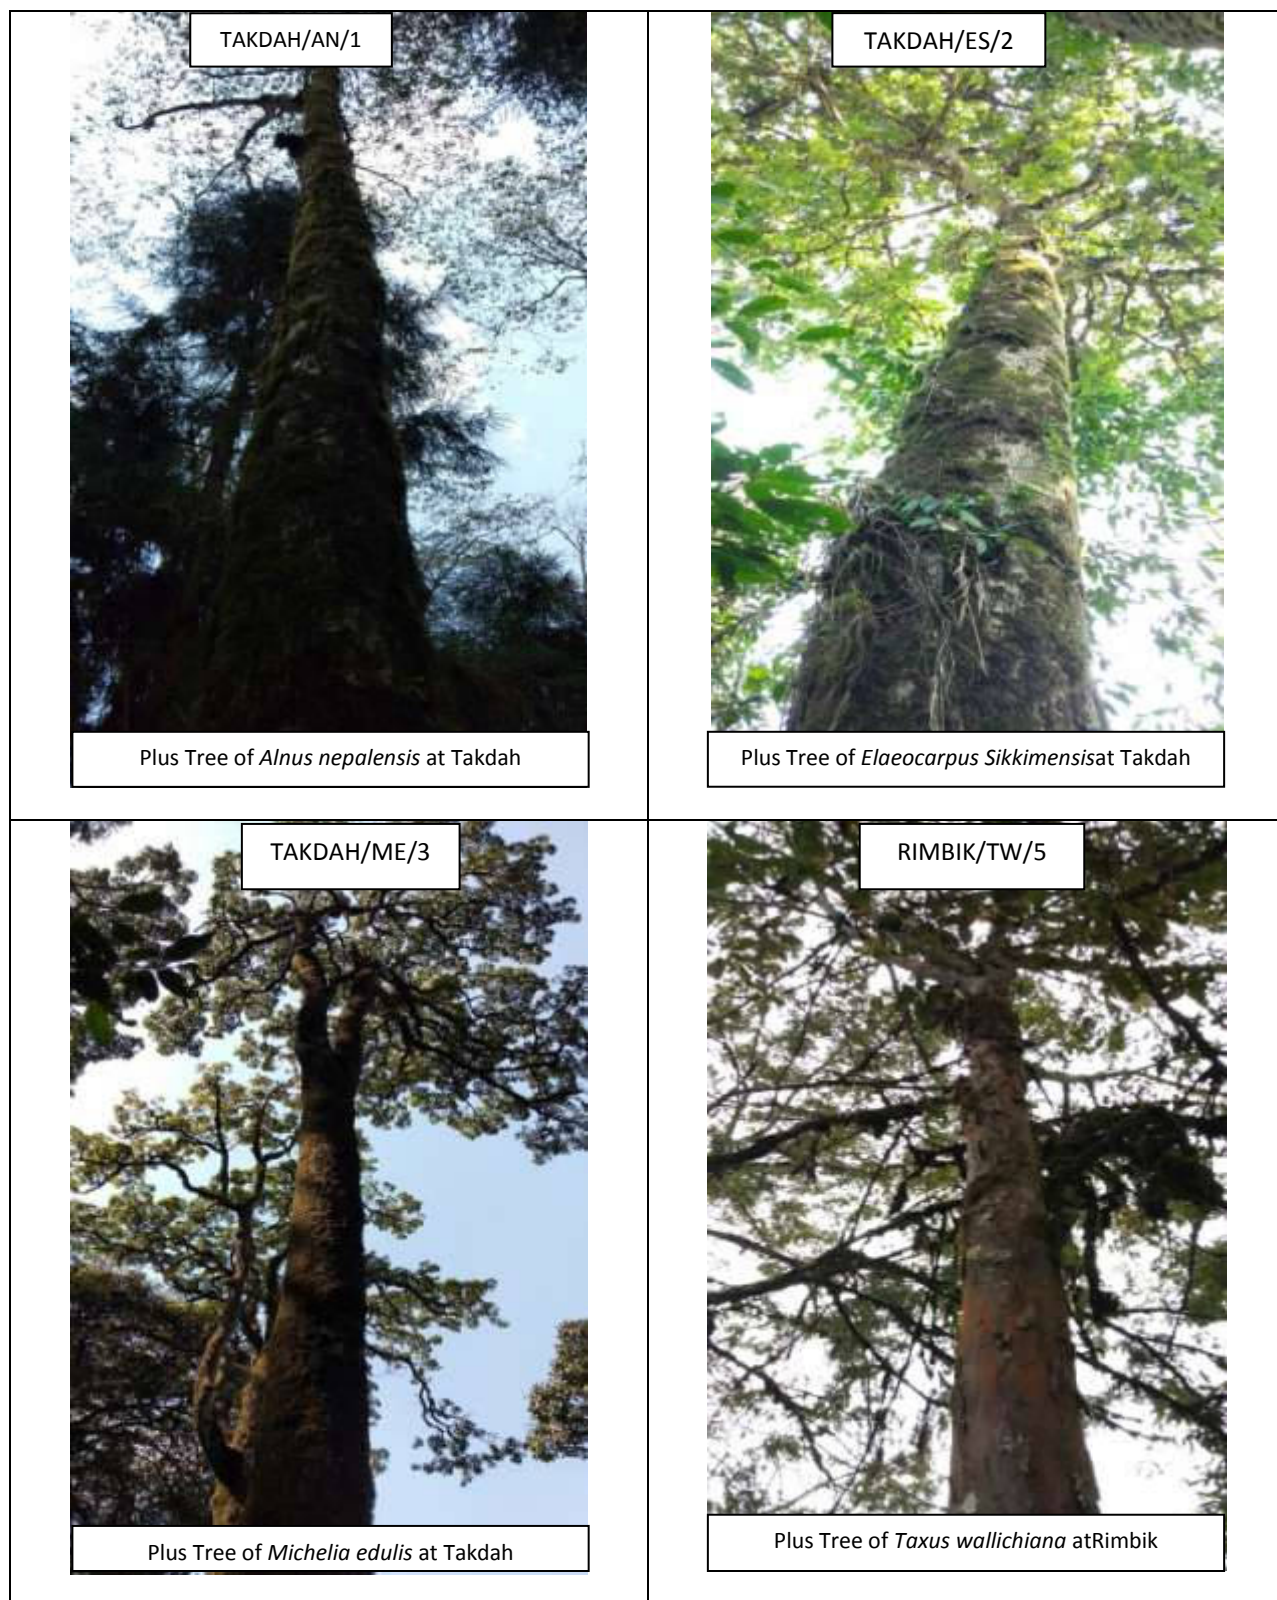 TAKDAH/AN/1
TAKDAH/ES/2
Plus Tree of Alnus nepalensis at Takdah
Plus Tree of Elaeocarpus Sikkimensisat Takdah
TAKDAH/ME/3
RIMBIK/TW/5
Plus Tree of Michelia edulis at Takdah
Plus Tree of Taxus wallichiana atRimbik